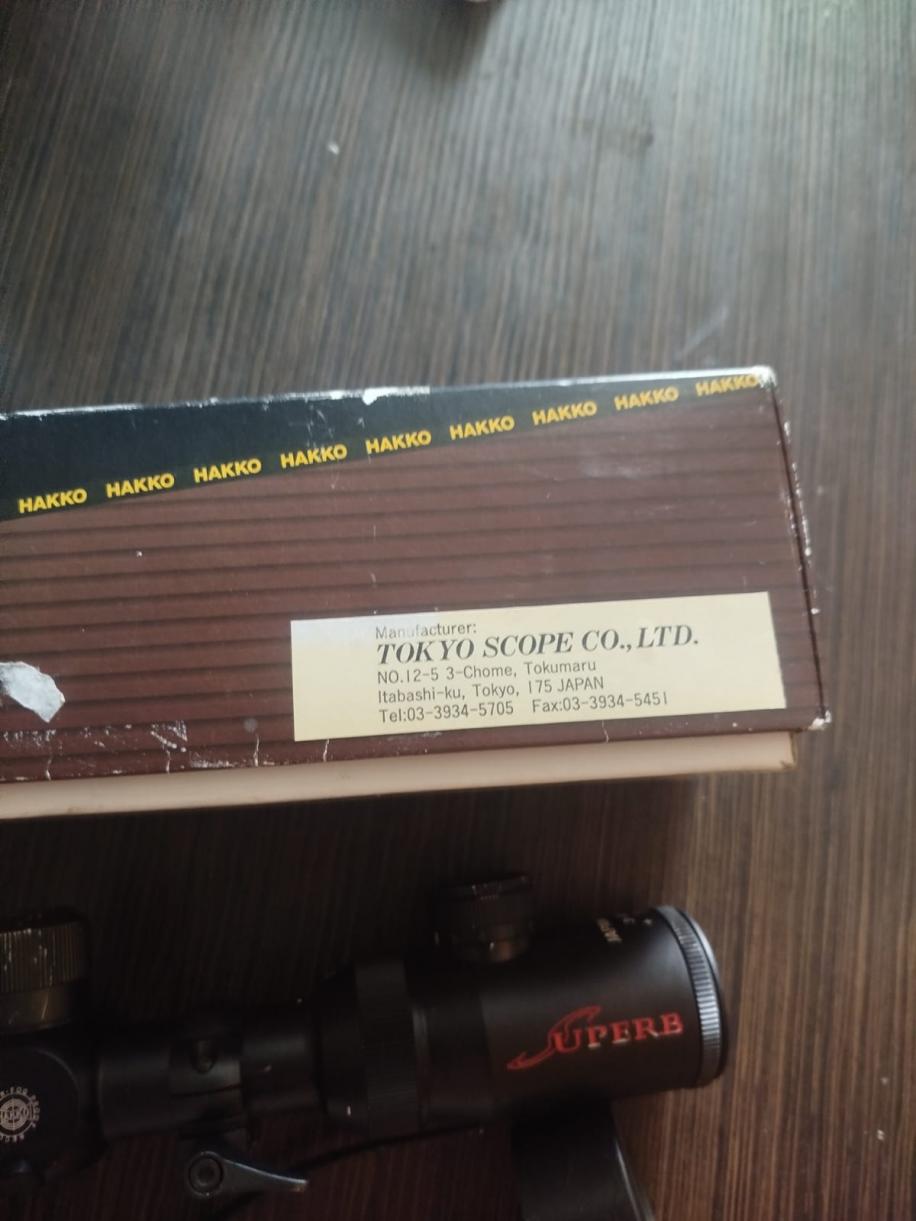 HAKKO HAKKO HAKKO HAKKO HAKKO HAKKO HAKKO HAKKO HAKKO
Manufacturer:
TOKYO SCOPE CO., LTD.
NO.12-5 3-Chome, Tokumaru
Itabashi-ku, Tokyo, 175 JAPAN
Tel:03-3934-5705 Fax:03-3934-5451
SUPERB
HAKKO